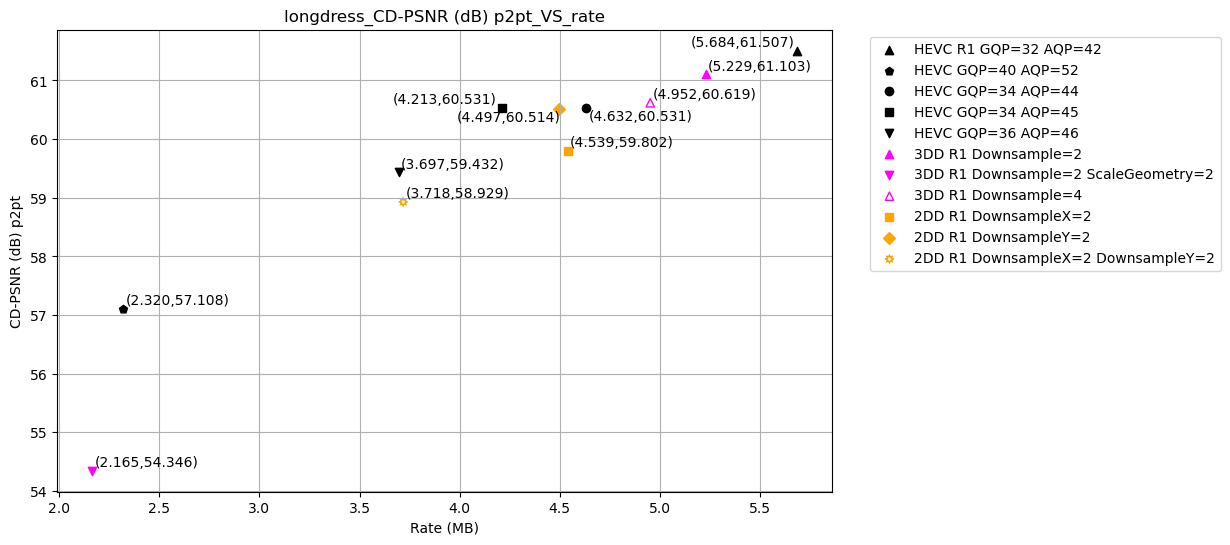 longdress_CD-PSNR (dB) p2pt_VS_rate
(5.684,61.507)
(5.229,61.103)
(4.952,60.619)
(4.213,60.531)
(4.497,60.514)
(4.632,60.531)
(4.539,59.802)
(3.697,59.432)
(3.718,58.929)
(2.320,57.108)
(2.165,54.346)
61
60
59
58
57
56
55
54
CD-PSNR (dB) p2pt
2.0 2.5 3.0 3.5 4.0 4.5 5.0 5.5
Rate (MB)
HEVC R1 GQP=32 AQP=42
HEVC GQP=40 AQP=52
HEVC GQP=34 AQP=44
HEVC GQP=34 AQP=45
HEVC GQP=36 AQP=46
3DD R1 Downsample=2
3DD R1 Downsample=2 ScaleGeometry=2
3DD R1 Downsample=4
2DD R1 DownsampleX=2
2DD R1 DownsampleY=2
2DD R1 DownsampleX=2 DownsampleY=2